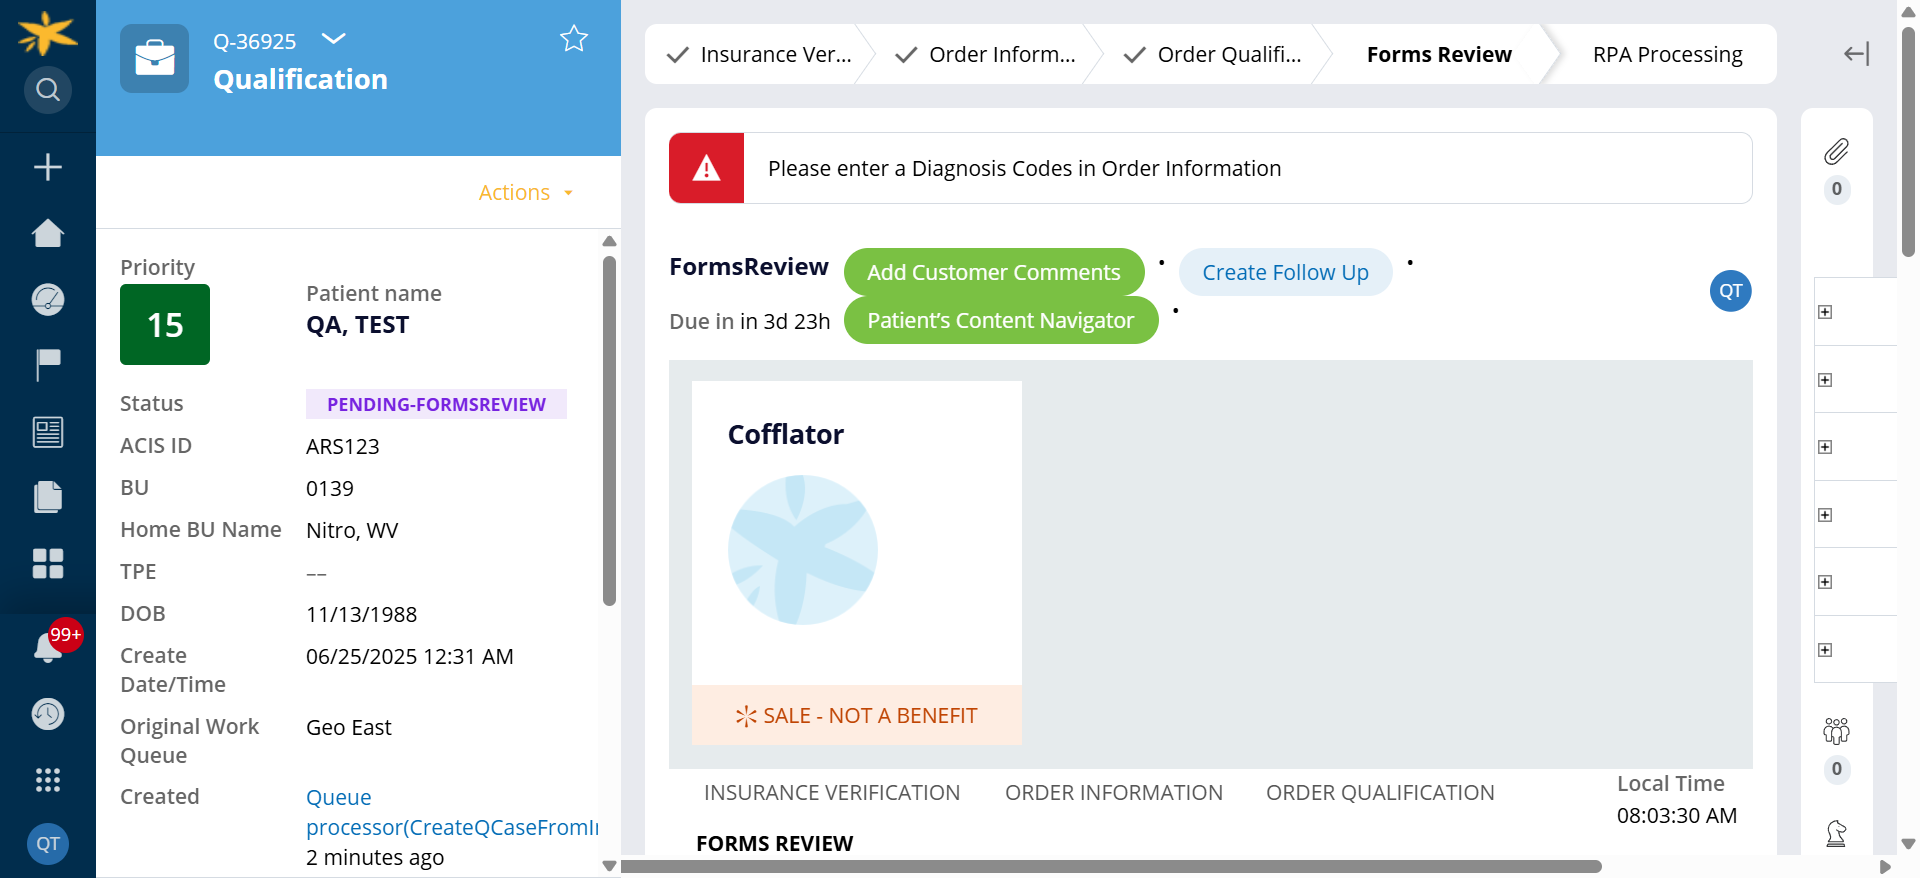 Q-36925
Qualification
Actions
Priority
15
Patient name
QA, TEST
Status
PENDING-FORMSREVIEW
ACIS ID
ARS123
BU
0139
Home BU Name
Nitro, WV
TPE
––
DOB
11/13/1988
Create
Date/Time
06/25/2025 12:31 AM
Original Work
Queue
Geo East
Created
Queue
processor(CreateQCaseFromI
2 minutes ago
99+
QT
Insurance Ver...
Order Inform...
Order Qualifi...
Forms Review
RPA Processing
Please enter a Diagnosis Codes in Order Information
FormsReview
Add Customer Comments
Create Follow Up
Due in in 3d 23h
Patient’s Content Navigator
QT
Cofflator
SALE - NOT A BENEFIT
INSURANCE VERIFICATION
ORDER INFORMATION
ORDER QUALIFICATION
Local Time
08:03:30 AM
FORMS REVIEW
0
0